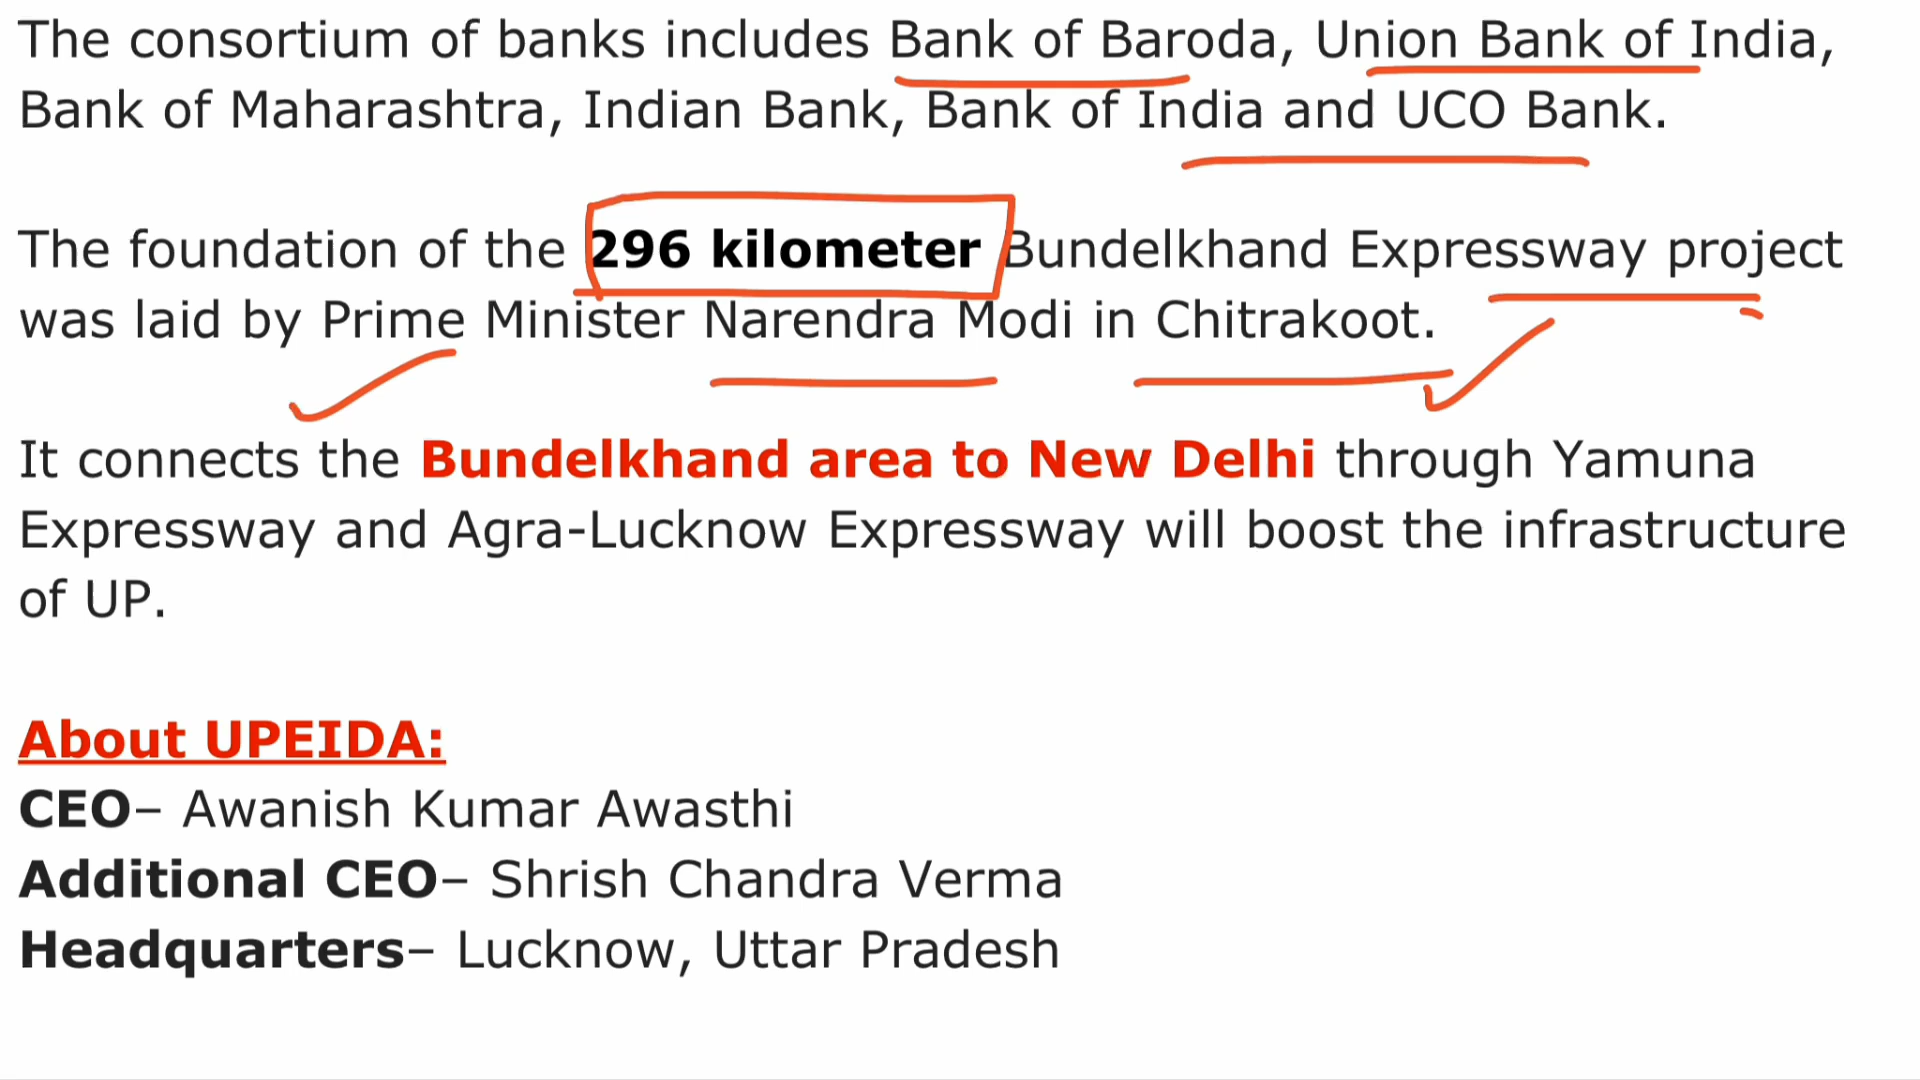 The consortium of banks includes Bank of Baroda, Union Bank of India,
Bank of Maharashtra, Indian Bank, Bank of India and UCO Bank.
The foundation of the 296 kilometer Bundelkhand Expressway project
was laid by Prime Minister Narendra Modi in Chitrakoot.
It connects the Bundelkhand area to New Delhi through Yamuna
Expressway and Agra-Lucknow Expressway will boost the infrastructure
of UP.
About UPEIDA:
CEO– Awanish Kumar Awasthi
Additional CEO– Shrish Chandra Verma
Headquarters– Lucknow, Uttar Pradesh